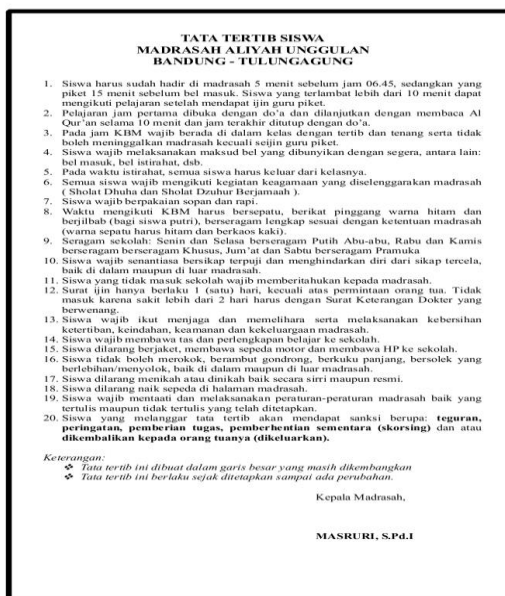 TATA TERTIB SISWA
MADRASAH ALIYAH UNGGULAN
BANDUNG - TULUNGAGUNG
1. Siswa harus sudah hadir di madrasah 5 menit sebelum jam 06.45, sedangkan yang
piket 15 menit sebelum bel masuk. Siswa yang terlambat lebih dari 10 menit dapat
mengikuti pelajaran setelah mendapat ijin guru piket.
2. Pelajaran jam pertama dibuka dengan do'a dan dilanjutkan dengan membaca Al
Qur'an selama 10 menit dan jam terakhir ditutup dengan do'a.
3. Pada jam KBM wajib berada di dalam kelas dengan tertib dan tenang serta tidak
boleh meninggalkan madrasah kecuali seijin guru piket.
4. Siswa wajib melaksanakan maksud bel yang dibunyikan dengan segera, antara lain:
bel masuk, bel istirahat, dsb.
5. Pada waktu istirahat, semua siswa harus keluar dari kelasnya.
6. Semua siswa wajib mengikuti kegiatan keagamaan yang diselenggarakan madrasah
( Sholat Dhuha dan Sholat Dzuhur Berjamaah ).
7. Siswa wajib berpakaian sopan dan rapi.
8. Waktu mengikuti KBM harus bersepatu, berikat pinggang warna hitam dan
berjilbab (bagi siswa putri), berseragam lengkap sesuai dengan ketentuan madrasah
(warna sepatu harus hitam dan berkaos kaki).
9. Seragam sekolah: Senin dan Selasa berseragam Putih Abu-abu, Rabu dan Kamis
berseragam berseragam Khusus, Jum'at dan Sabtu berseragam Pramuka
10. Siswa wajib senantiasa bersikap terpuji dan menghindarkan diri dari sikap tercela,
baik di dalam maupun di luar madrasah.
11. Siswa yang tidak masuk sekolah wajib memberitahukan kepada madrasah.
12. Surat ijin hanya berlaku 1 (satu) hari, kecuali atas permintaan orang tua. Tidak
masuk karena sakit lebih dari 2 hari harus dengan Surat Keterangan Dokter yang
berwenang.
13. Siswa wajib ikut menjaga dan memelihara serta melaksanakan kebersihan
ketertiban, keindahan, keamanan dan kekeluargaan madrasah.
14. Siswa wajib membawa tas dan perlengkapan belajar ke sekolah.
15. Siswa dilarang berjaket, membawa sepeda motor dan membawa HP ke sekolah.
16. Siswa tidak boleh merokok, berambut gondrong, berkuku panjang, bersolek yang
berlebihan/menyolok, baik di dalam maupun di luar madrasah.
17. Siswa dilarang menikah atau dinikah baik secara sirri maupun resmi.
18. Siswa dilarang naik sepeda di halaman madrasah.
19. Siswa wajib mentaati dan melaksanakan peraturan-peraturan madrasah baik yang
tertulis maupun tidak tertulis yang telah ditetapkan.
20. Siswa yang melanggar tata tertib akan mendapat sanksi berupa: teguran,
peringatan, pemberian tugas, pemberhentian sementara (skorsing) dan atau
dikembalikan kepada orang tuanya (dikeluarkan).
Keterangan:
❖ Tata tertib ini dibuat dalam garis besar yang masih dikembangkan
❖ Tata tertib ini berlaku sejak ditetapkan sampai ada perubahan.
Kepala Madrasah,
MASRURI, S.Pd.I